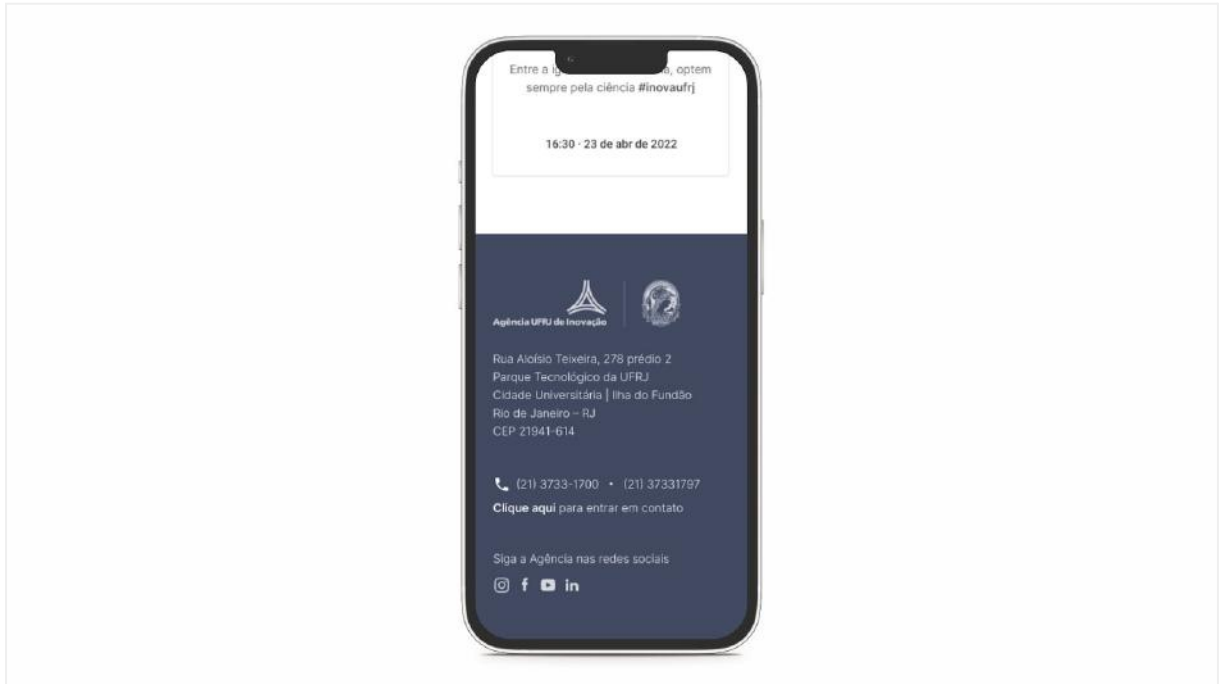 Entre a ig a, optem
sempre pela ciência #inovaufrj
16:30 · 23 de abr de 2022
Agência UFRJ de Inovação
Rua Aloísio Teixeira, 278 prédio 2
Parque Tecnológico da UFRJ
Cidade Universitária | Ilha do Fundão
Rio de Janeiro – RJ
CEP 21941-614
(21) 3733-1700 • (21) 37331797
Clique aqui para entrar em contato
Siga a Agência nas redes sociais